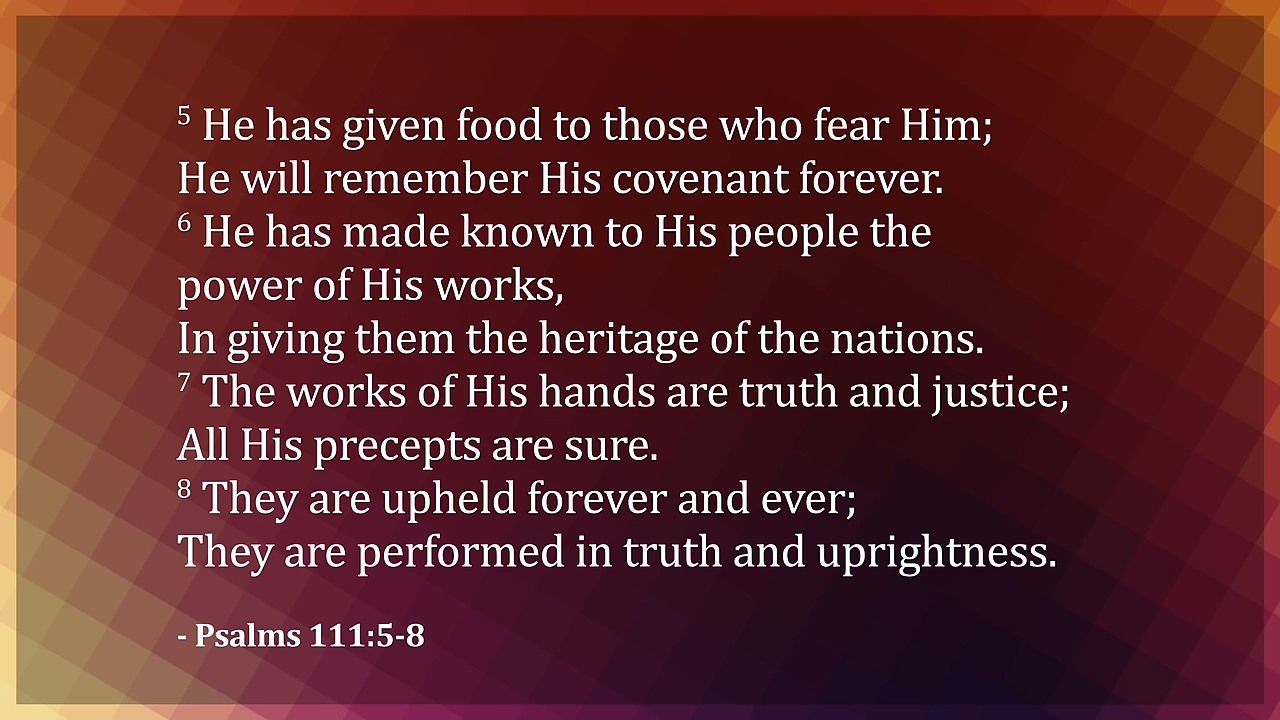 5 He has given food to those who fear Him;
He will remember His covenant forever.
6 He has made known to His people the
power of His works,
In giving them the heritage of the nations.
7 The works of His hands are truth and justice;
All His precepts are sure.
8 They are upheld forever and ever;
They are performed in truth and uprightness.
- Psalms 111:5-8